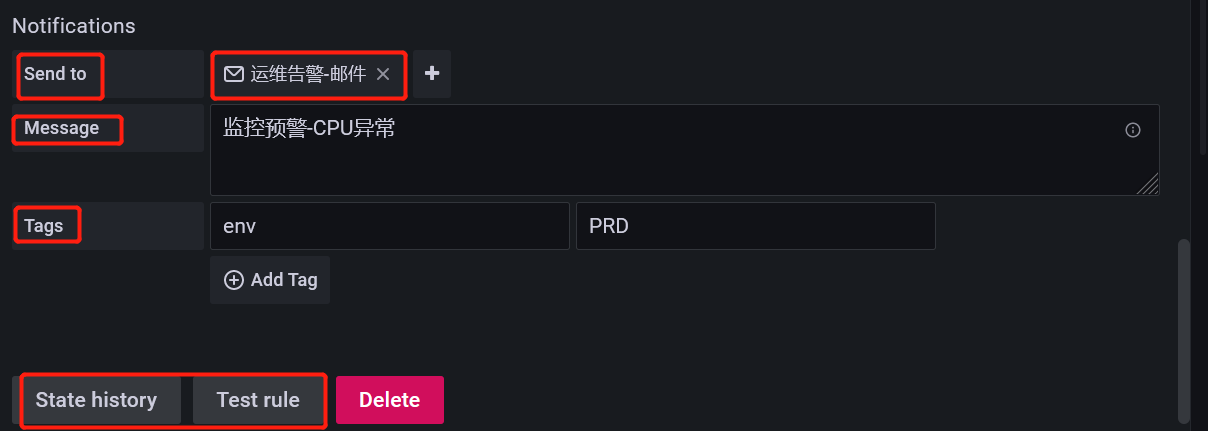 Notifications
Send to 运维告警-邮件
Message 监控预警-CPU异常
Tags env PRD
Add Tag
State history Test rule Delete